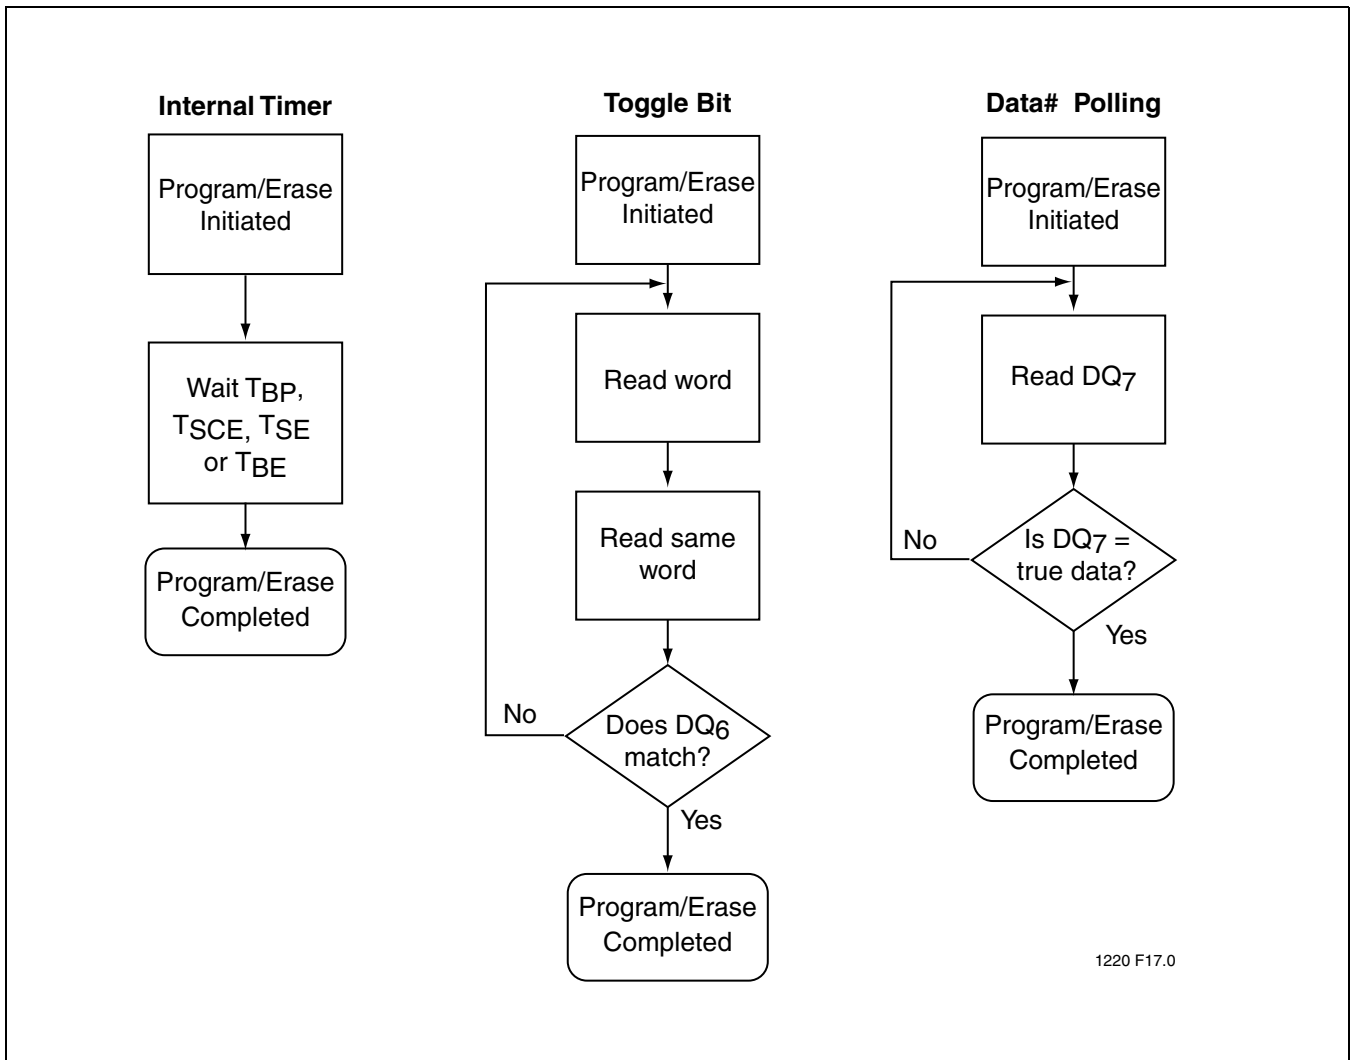 Internal Timer
Program/Erase
Initiated
Wait TBP,
TSCE, TSE
or TBE
Program/Erase
Completed
Toggle Bit
Program/Erase
Initiated
Read word
Read same
word
No
Does DQ6
match?
Yes
Program/Erase
Completed
Data# Polling
Program/Erase
Initiated
Read DQ7
No
Is DQ7 =
true data?
Yes
Program/Erase
Completed
1220 F17.0